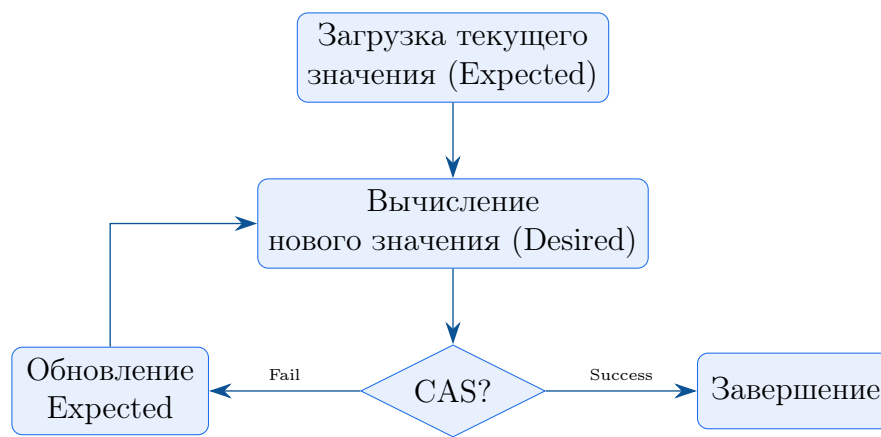 Загрузка текущего
значения (Expected)
Вычисление
нового значения (Desired)
Обновление
Expected
Fail
CAS?
Success
Завершение